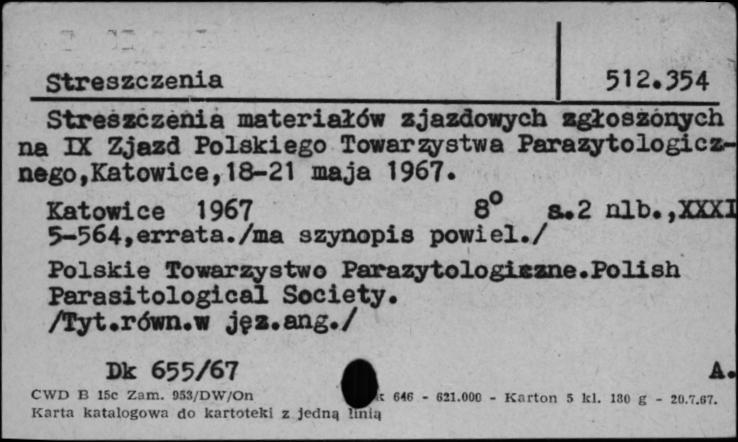 Streszczenia 512.354
Streszczenia materiałów zjazdowych zgłoszonych
na IX Zjazd Polskiego Towarzystwa Parazytologicz-
nego,Katowice,18-21 maja 1967.
Katowice 1967 8° s.2 nlb.,XXXI
5-564,errata./ma szynopis powiel./
Polskie Towarzystwo Parazytologiczne.Polish
Parasitological Society.
/Tyt.równ.w jęz.ang./
Dk 655/67 A.
CWD B 15c Zam. 953/DW/On 646 - 621.000 - Karton 5 kl. 180 g - 20.7.67.
Karta katalogowa do kartoteki z jedną linią